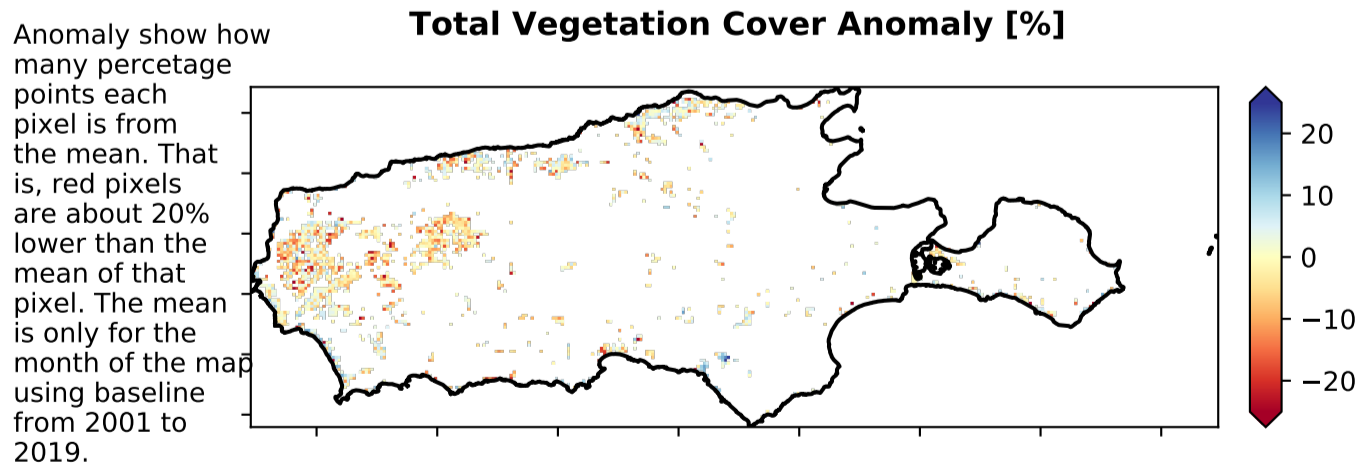 Total Vegetation Cover Anomaly [%]
Anomaly show how
many percetage
points each
pixel is from
the mean. That
is, red pixels
are about 20%
lower than the
mean of that
pixel. The mean
is only for the
month of the map
using baseline
from 2001 to
2019.
20
10
0
−10
−20